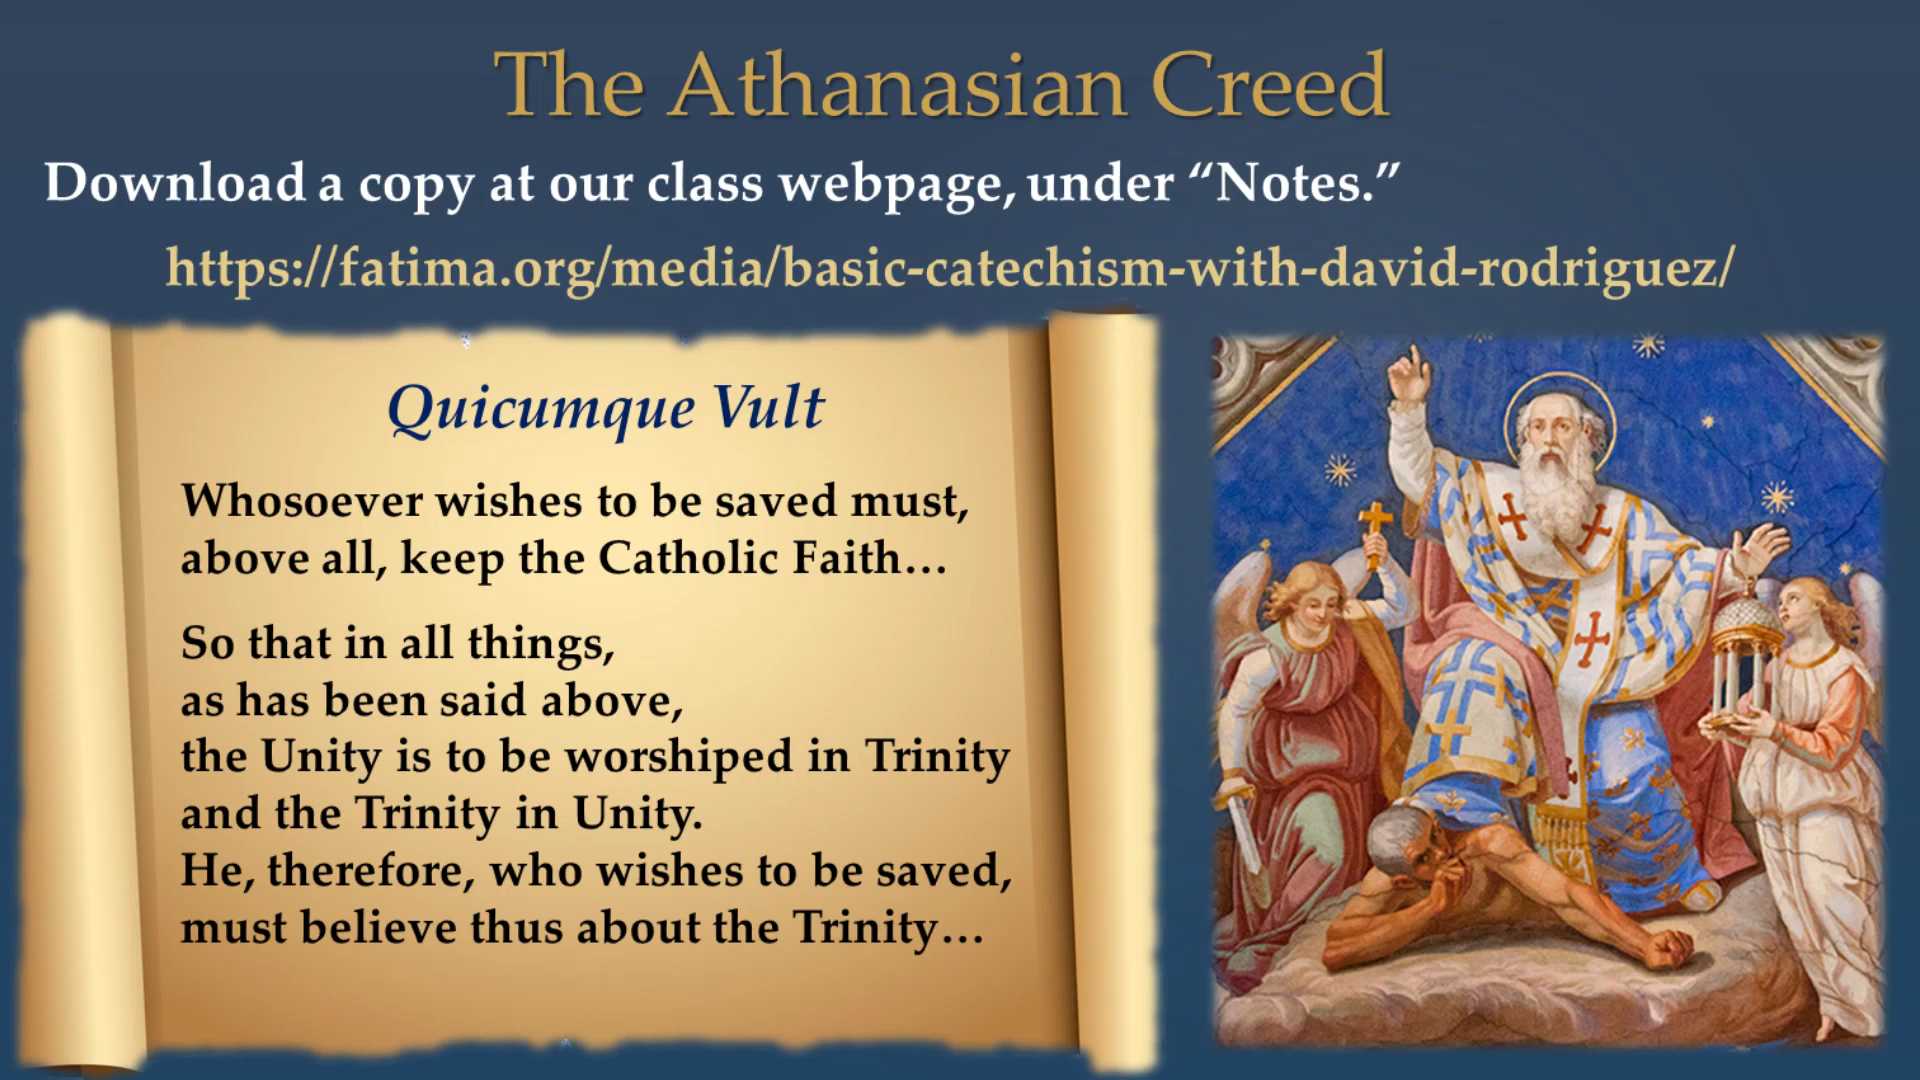 The Athanasian Creed
Download a copy at our class webpage, under “Notes.”
https://fatima.org/media/basic-catechism-with-david-rodriguez/
Quicumque Vult
Whosoever wishes to be saved must,
above all, keep the Catholic Faith…
So that in all things,
as has been said above,
the Unity is to be worshiped in Trinity
and the Trinity in Unity.
He, therefore, who wishes to be saved,
must believe thus about the Trinity…